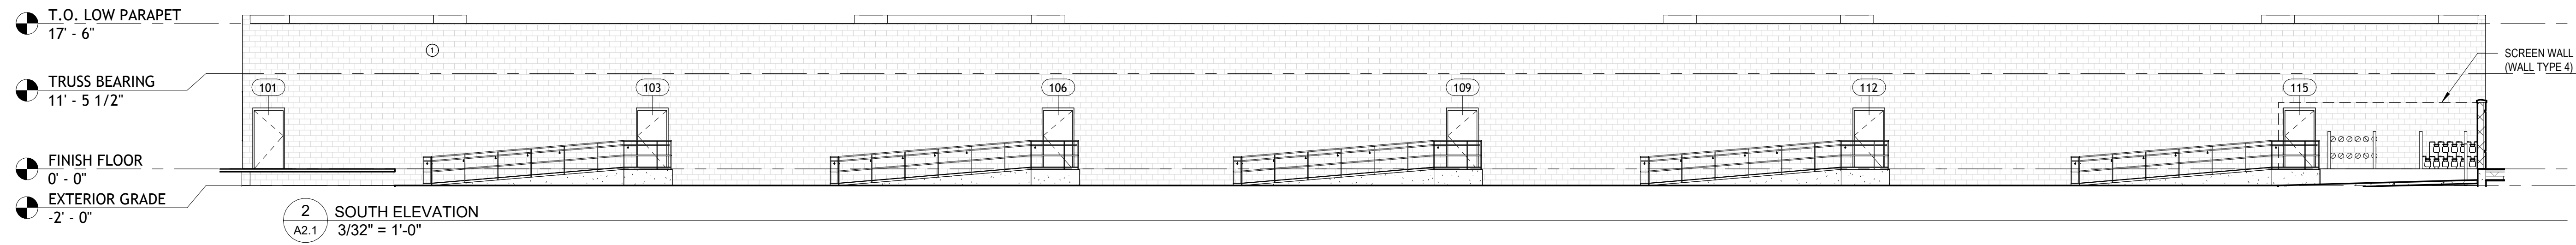 T.O. LOW PARAPET
17' - 6"
1
SCREEN WALL
(WALL TYPE 4)
TRUSS BEARING
11' - 5 1/2"
101
103
106
109
112
115
FINISH FLOOR
0' - 0"
EXTERIOR GRADE
-2' - 0"
2
A2.1
SOUTH ELEVATION
3/32" = 1'-0"